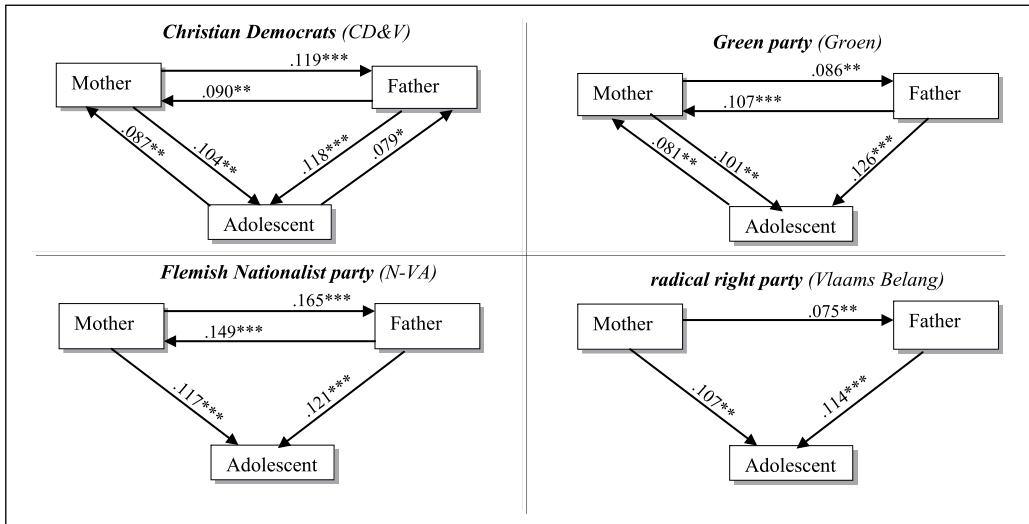 Christian Democrats (CD&V)
.119***
Mother
Father
.090**
.087**
.104**
.118***
.079*
Adolescent
Green party (Groen)
.086**
Mother
Father
.107***
.081**
.101**
.126***
Adolescent
Flemish Nationalist party (N-VA)
.165***
Mother
Father
.149***
.117***
.121***
Adolescent
radical right party (Vlaams Belang)
Mother
.075**
Father
.107**
.114***
Adolescent